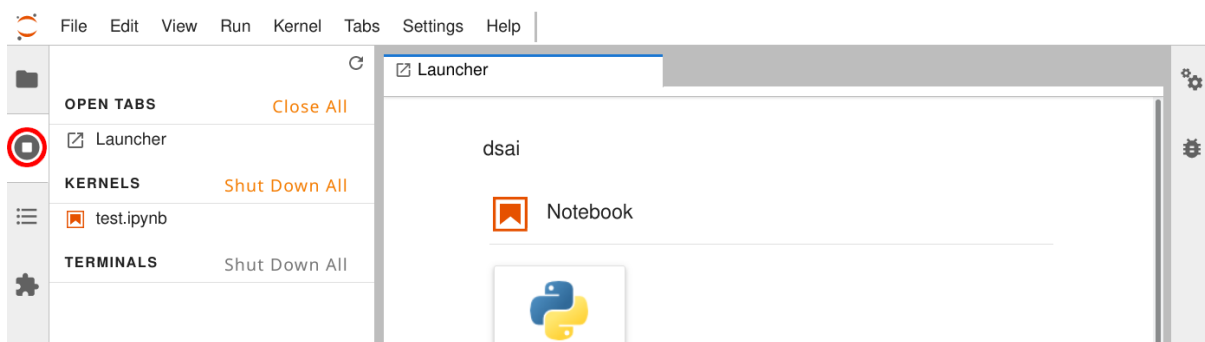 File Edit View Run Kernel Tabs Settings Help
OPEN TABS Close All
Launcher
KERNELS Shut Down All
test.ipynb
TERMINALS Shut Down All
Launcher
dsai
Notebook